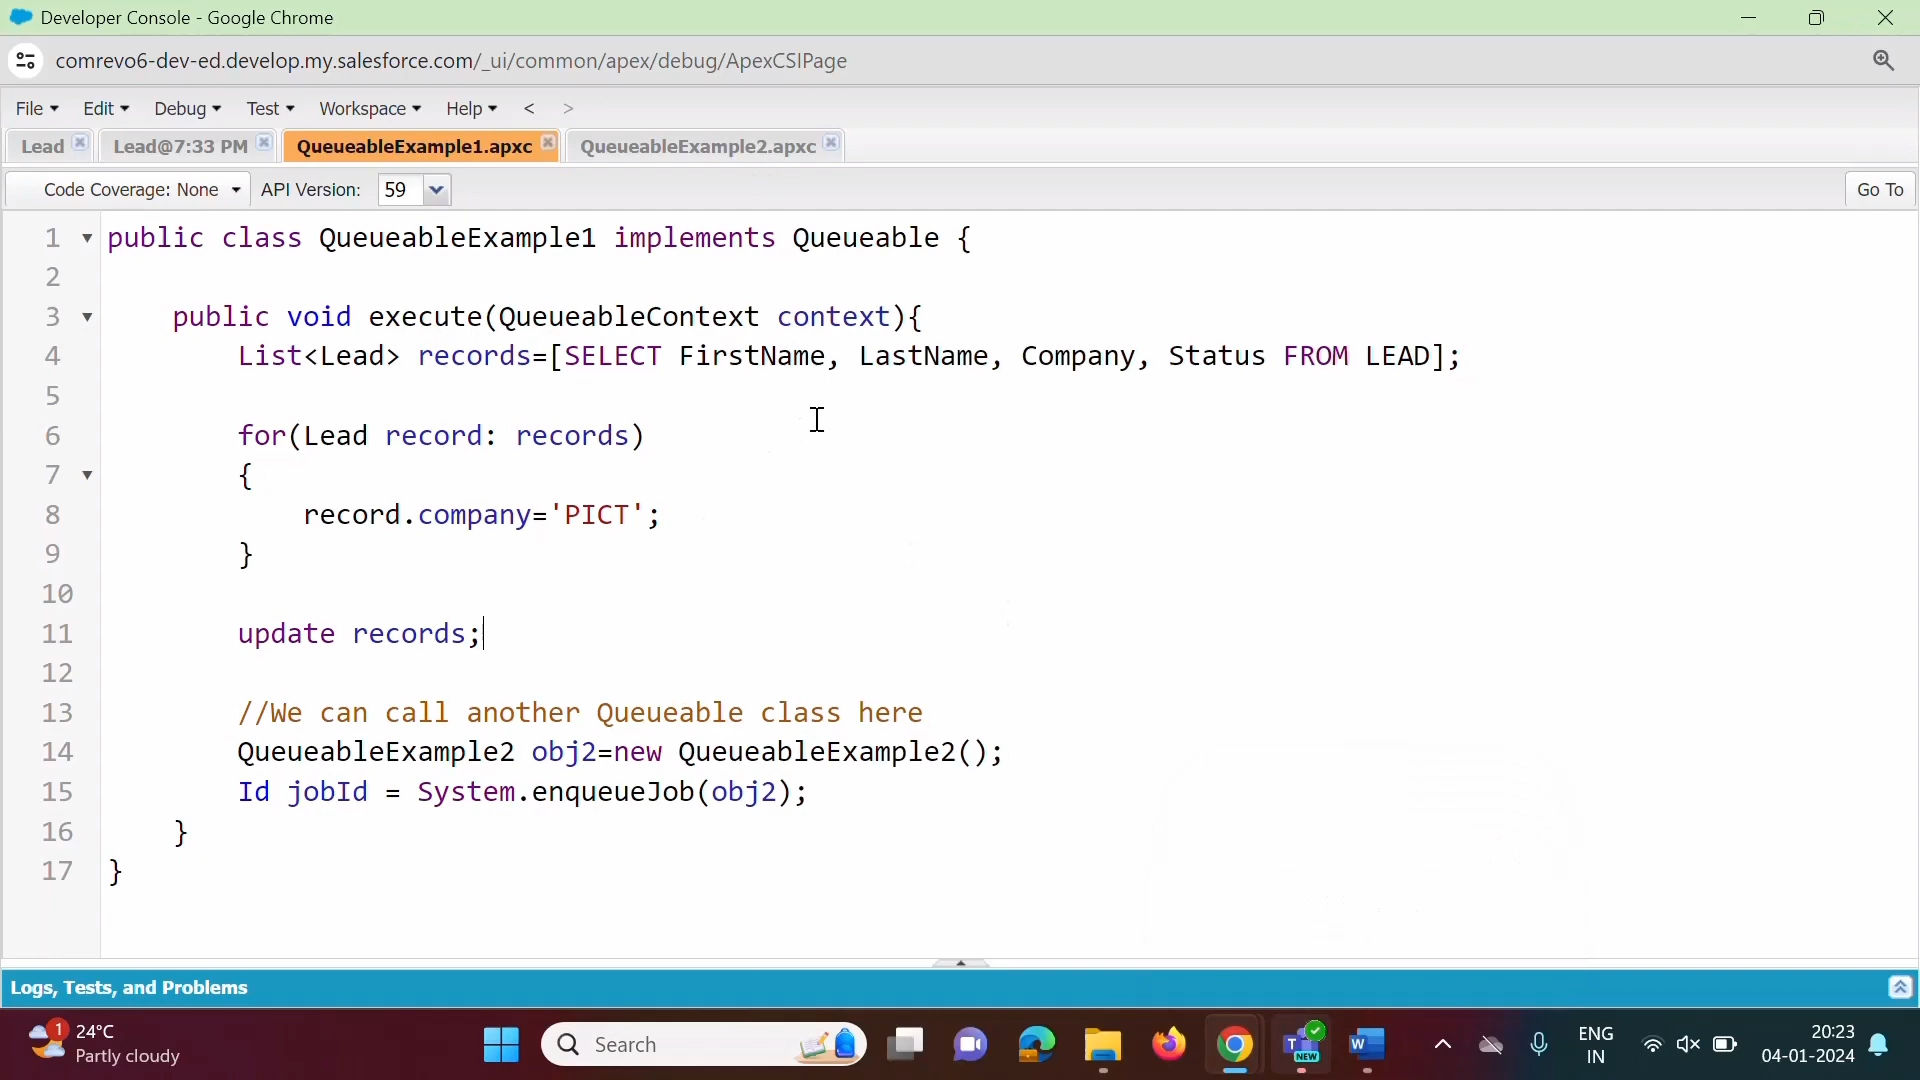 Developer Console - Google Chrome
comrevo6-dev-ed.develop.my.salesforce.com/_ui/common/apex/debug/ApexCSIPage
File Edit Debug Test Workspace Help < >
Lead Lead@7:33 PM QueueableExample1.apxc QueueableExample2.apxc
Code Coverage: None API Version: 59 Go To
1 public class QueueableExample1 implements Queueable {
2
3 public void execute(QueueableContext context){
4 List<Lead> records=[SELECT FirstName, LastName, Company, Status FROM LEAD];
5
6 for(Lead record: records)
7 {
8 record.company='PICT';
9 }
10
11 update records;
12
13 //We can call another Queueable class here
14 QueueableExample2 obj2=new QueueableExample2();
15 Id jobId = System.enqueueJob(obj2);
16 }
17 }
Logs, Tests, and Problems
1 24°C
Partly cloudy
Search
NEW
ENG
IN
20:23
04-01-2024